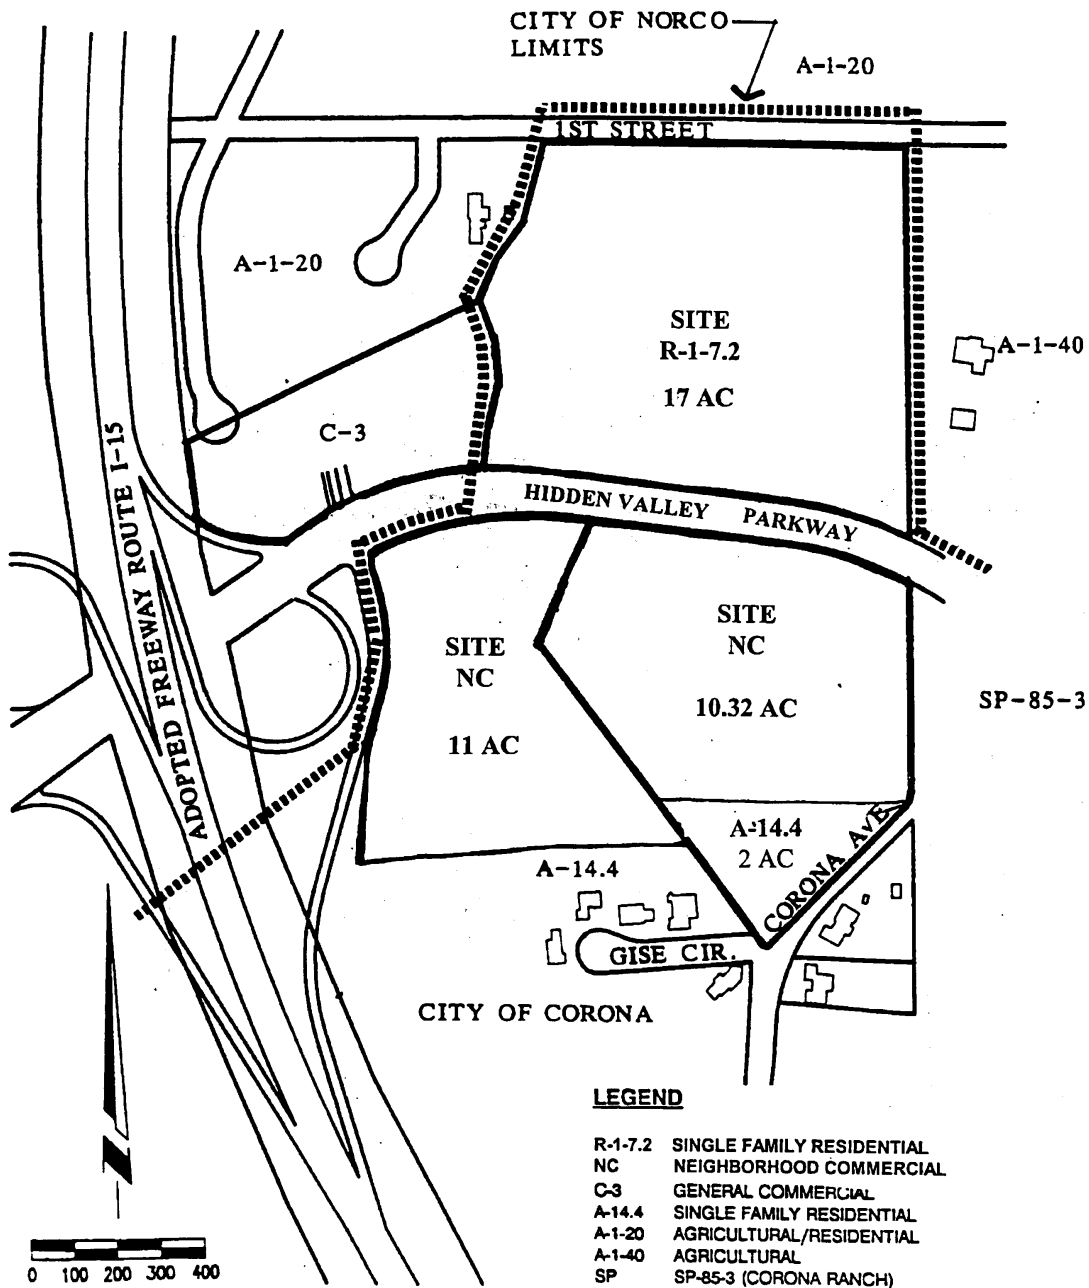 CITY OF NORCO
LIMITS
A-1-20
1ST STREET
A-1-20
SITE
R-1-7.2
17 AC
A-1-40
C-3
ADOPTED FREEWAY ROUTE I-15
HIDDEN VALLEY PARKWAY
SITE
NC
11 AC
SITE
NC
10.32 AC
SP-85-3
A-14.4
2 AC
CORONA AVE
A-14.4
GISE CIR.
CITY OF CORONA
LEGEND
R-1-7.2 SINGLE FAMILY RESIDENTIAL
NC NEIGHBORHOOD COMMERCIAL
C-3 GENERAL COMMERCIAL
A-14.4 SINGLE FAMILY RESIDENTIAL
A-1-20 AGRICULTURAL/RESIDENTIAL
A-1-40 AGRICULTURAL
SP SP-85-3 (CORONA RANCH)
0 100 200 300 400